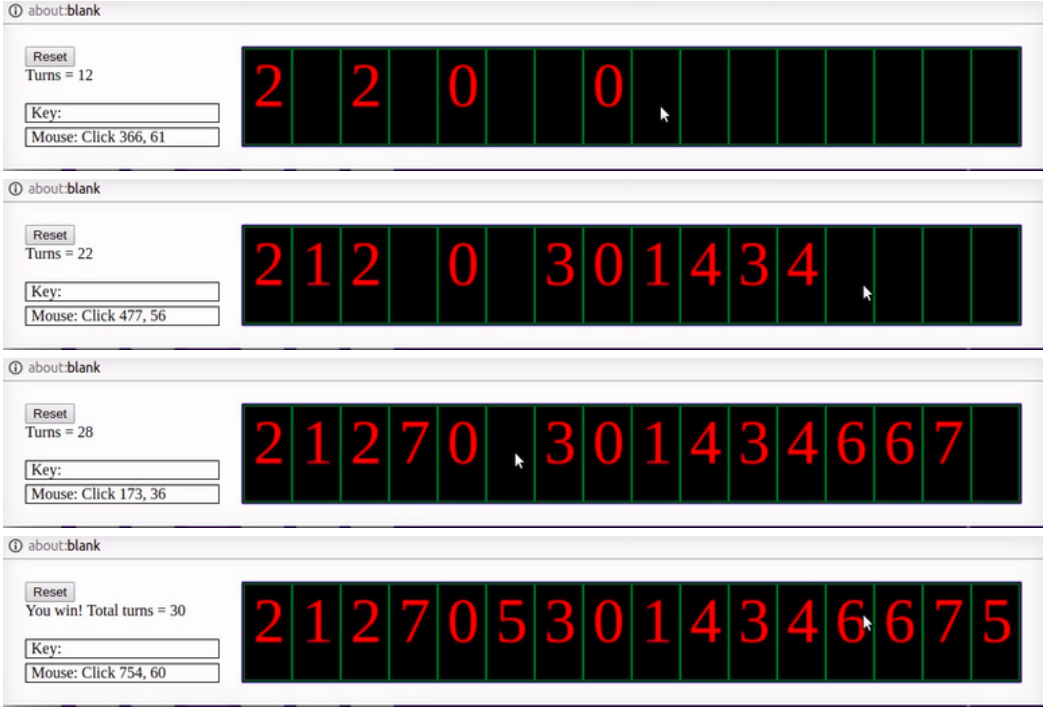 about:blank
Reset
Turns = 12
Key:
Mouse: Click 366, 61
2 2 0 0
about:blank
Reset
Turns = 22
Key:
Mouse: Click 477, 56
2 1 2 0 3 0 1 4 3 4
about:blank
Reset
Turns = 28
Key:
Mouse: Click 173, 36
2 1 2 7 0 3 0 1 4 3 4 6 6 7
about:blank
Reset
You win! Total turns = 30
Key:
Mouse: Click 754, 60
2 1 2 7 0 5 3 0 1 4 3 4 6 6 7 5